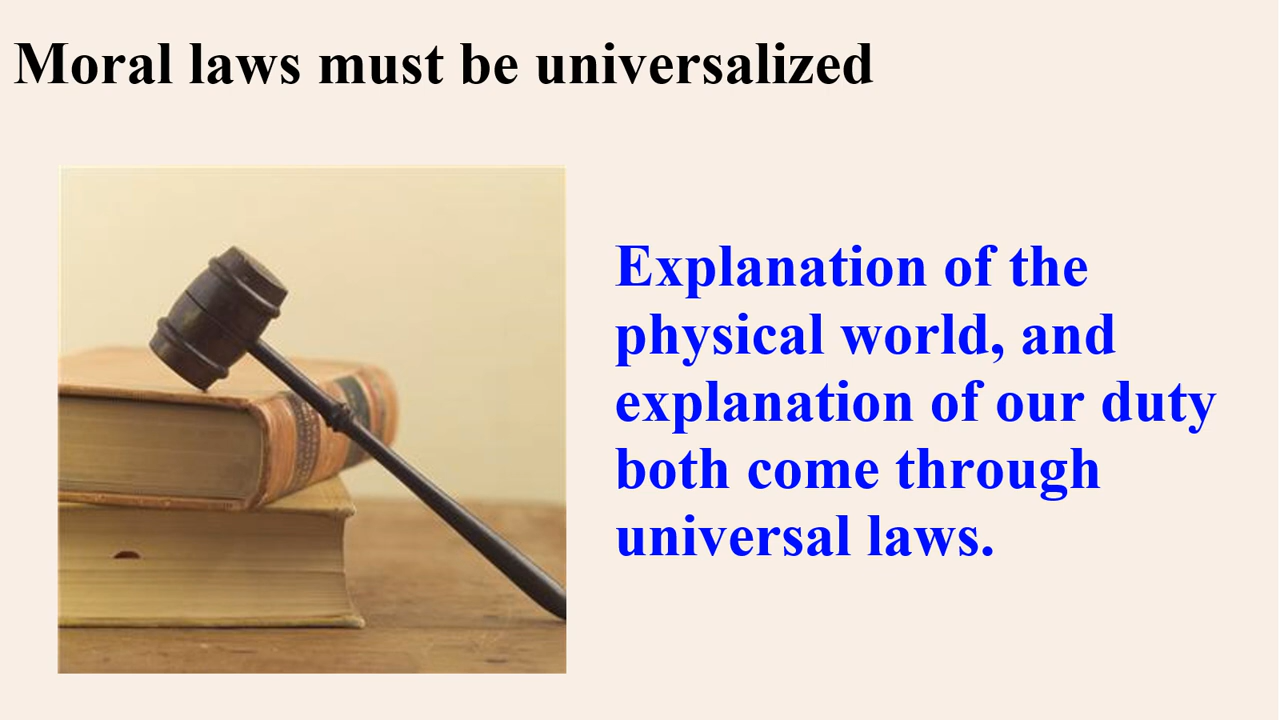 Moral laws must be universalized
Explanation of the
physical world, and
explanation of our duty
both come through
universal laws.